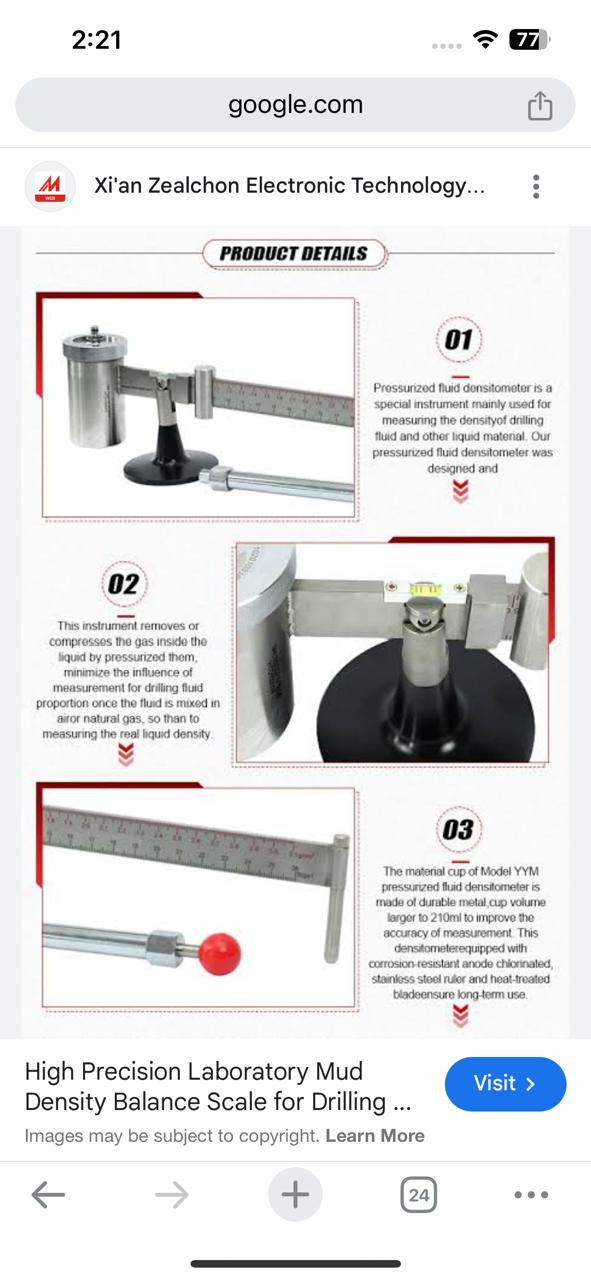 2:21
77
google.com
WEB
Xi'an Zealchon Electronic Technology...
PRODUCT DETAILS
01
Pressurized fluid densitometer is a
special instrument mainly used for
measuring the densityof drilling
fluid and other liquid material. Our
pressurized fluid densitometer was
designed and
02
This instrument removes or
compresses the gas inside the
liquid by pressurized them,
minimize the influence of
measurement for drilling fluid
proportion once the fluid is mixed in
airor natural gas, so than to
measuring the real liquid density.
03
The material cup of Model YYM
pressurized fluid densitometer is
made of durable metal,cup volume
larger to 210ml to improve the
accuracy of measurement. This
densitometerequipped with
corrosion-resistant anode chlorinated,
stainless steel ruler and heat-treated
bladeensure long-term use.
High Precision Laboratory Mud
Density Balance Scale for Drilling ...
Visit
Images may be subject to copyright. Learn More
24